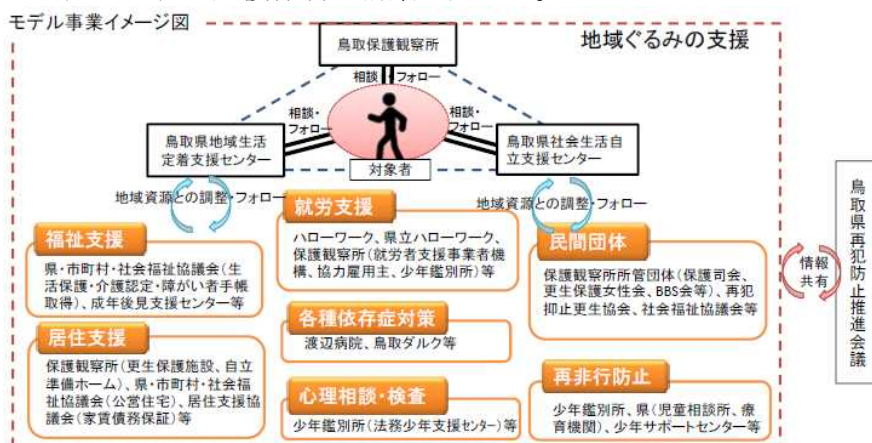 モデル事業イメージ図
地域ぐるみの支援
鳥取保護観察所
相談・フォロー
相談・
フォロー
相談・
フォロー
鳥取県地域生活
定着支援センター
鳥取県社会生活自
立支援センター
対象者
地域資源との調整・フォロー
地域資源との調整・フォロー
福祉支援
県・市町村・社会福祉協議会(生
活保護・介護認定・障がい者手帳
取得)、成年後見支援センター等
就労支援
ハローワーク、県立ハローワーク、
保護観察所(就労者支援事業者機
構、協力雇用主、少年鑑別所)等
民間団体
保護観察所所管団体(保護司会、
更生保護女性会、BBS会等)、再犯
抑止更生協会、社会福祉協議会等
居住支援
保護観察所(更生保護施設、自立
準備ホーム)、県・市町村・社会福
祉協議会(公営住宅)、居住支援協
議会(家賃債務保証)等
各種依存症対策
渡辺病院、鳥取ダルク等
心理相談・検査
少年鑑別所(法務少年支援センター)等
再非行防止
少年鑑別所、県(児童相談所、療
育機関)、少年サポートセンター等
情報
共有
鳥取県再犯防止推進会議